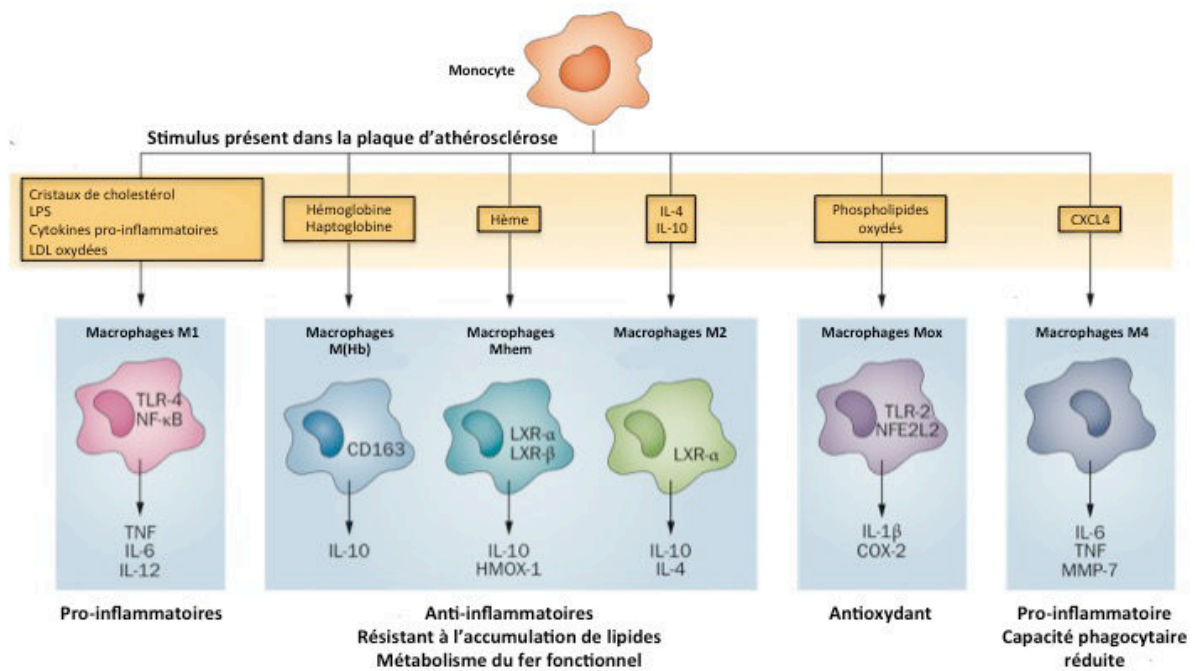 Monocyte
Stimulus présent dans la plaque d'athérosclérose
Cristaux de cholestérol
LPS
Cytokines pro-inflammatoires
LDL oxydées
Hémoglobine
Haptoglobine
Hème
IL-4
IL-10
Phospholipides
oxydés
CXCL4
Macrophages M1
TLR-4
NF-κB
TNF
IL-6
IL-12
Macrophages
M(Hb)
CD163
IL-10
Macrophages
Mhem
LXR-α
LXR-β
IL-10
HMOX-1
Macrophages M2
LXR-α
IL-10
IL-4
Macrophages Mox
TLR-2
NFE2L2
IL-1β
COX-2
Macrophages M4
IL-6
TNF
MMP-7
Pro-inflammatoires
Anti-inflammatoires
Résistant à l'accumulation de lipides
Métabolisme du fer fonctionnel
Antioxydant
Pro-inflammatoire
Capacité phagocytaire
réduite